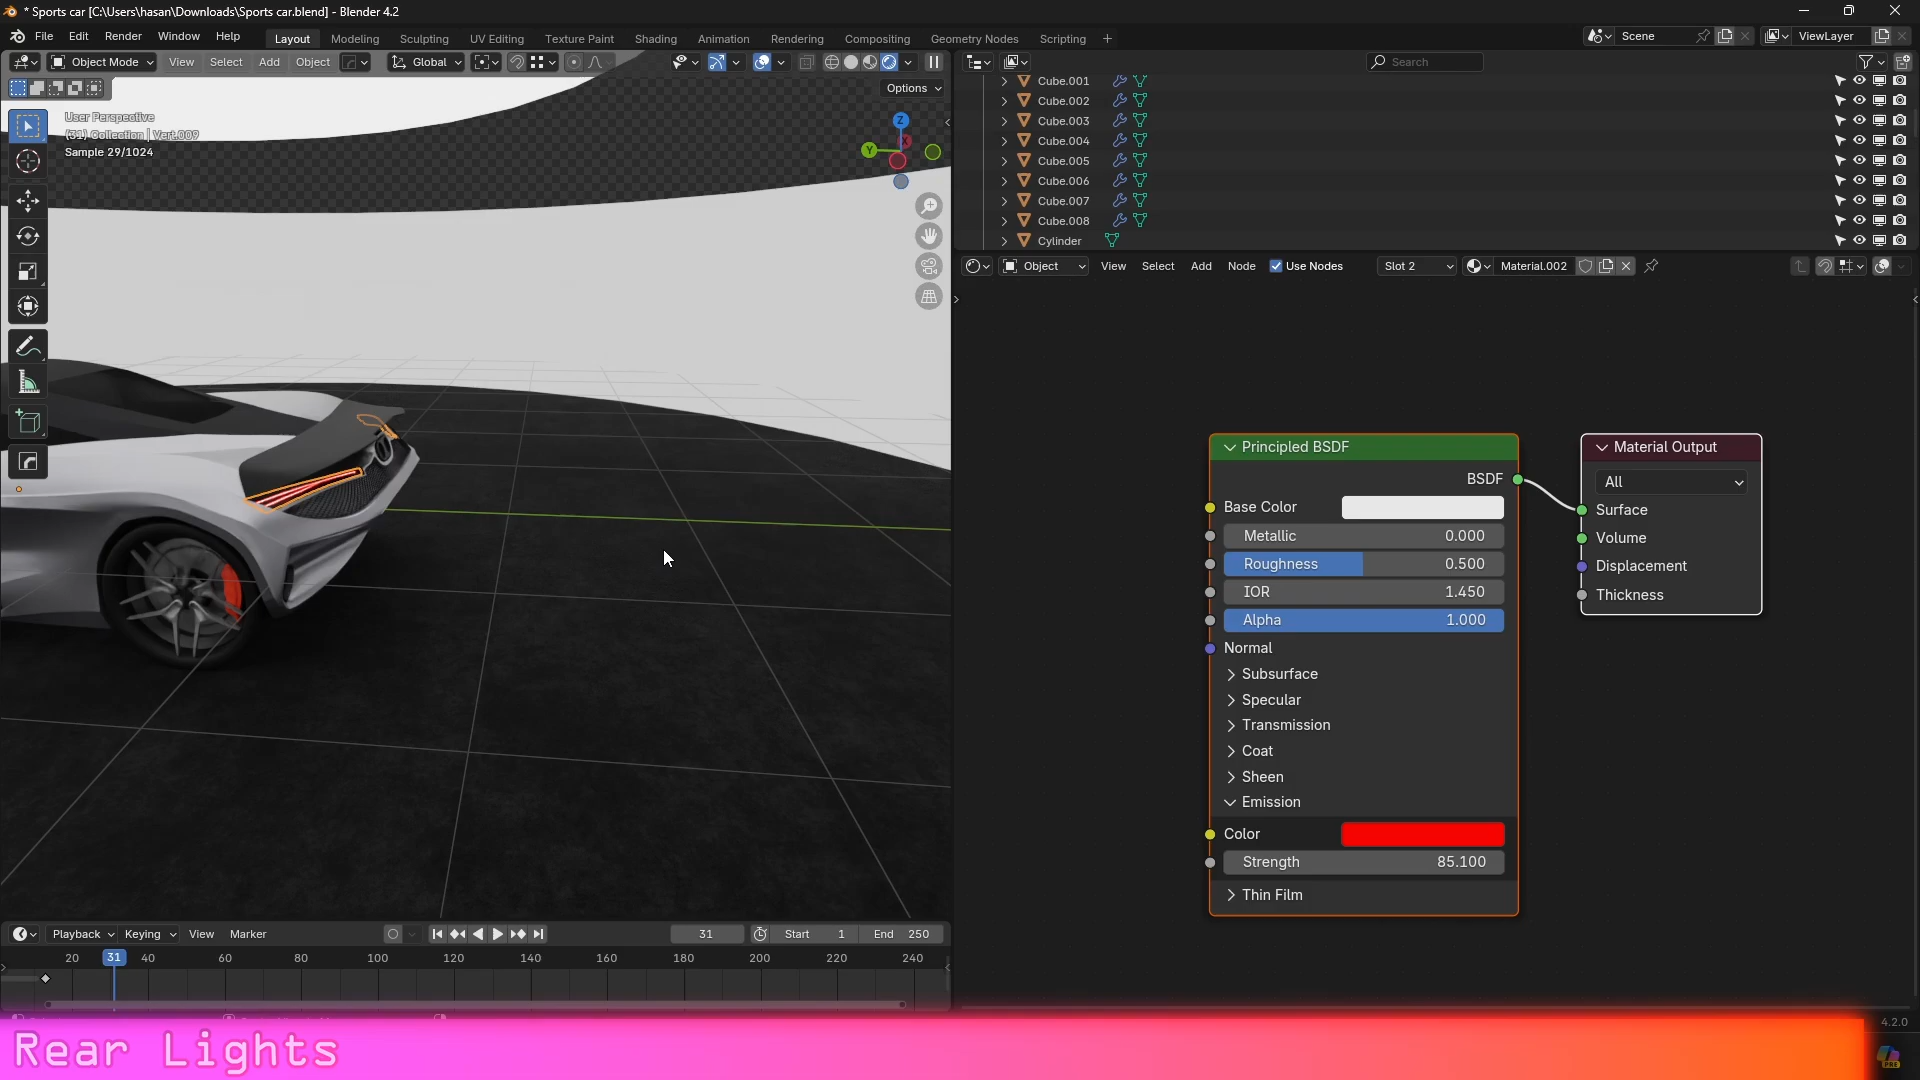 * Sports car [C:\Users\hasan\Downloads\Sports car.blend] - Blender 4.2
File Edit Render Window Help Layout Modeling Sculpting UV Editing Texture Paint Shading Animation Rendering Compositing Geometry Nodes Scripting + Scene ViewLayer
Object Mode View Select Add Object Global
Search
Options
User Perspective
(31) Collection | Vert.009
Sample 29/1024
Z
Y
X
Cube.001
Cube.002
Cube.003
Cube.004
Cube.005
Cube.006
Cube.007
Cube.008
Cylinder
Object View Select Add Node Use Nodes Slot 2 Material.002
Principled BSDF
BSDF
Base Color
Metallic 0.000
Roughness 0.500
IOR 1.450
Alpha 1.000
Normal
Subsurface
Specular
Transmission
Coat
Sheen
Emission
Color
Strength 85.100
Thin Film
Material Output
All
Surface
Volume
Displacement
Thickness
Playback Keying View Marker 31 Start 1 End 250
20 31 40 60 80 100 120 140 160 180 200 220 240
4.2.0
Rear Lights
PRE